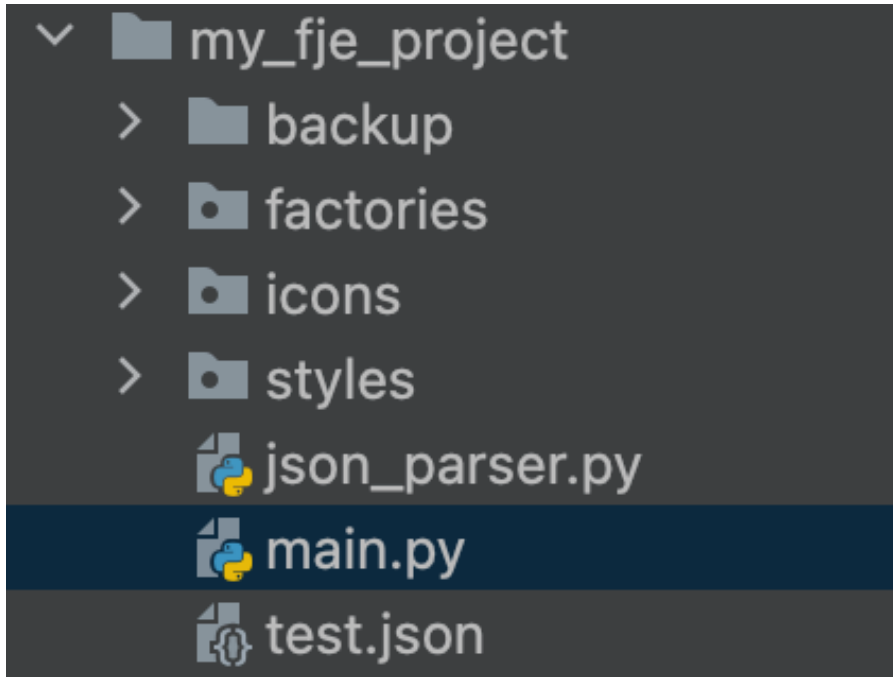 my_fje_project
backup
factories
icons
styles
json_parser.py
main.py
test.json